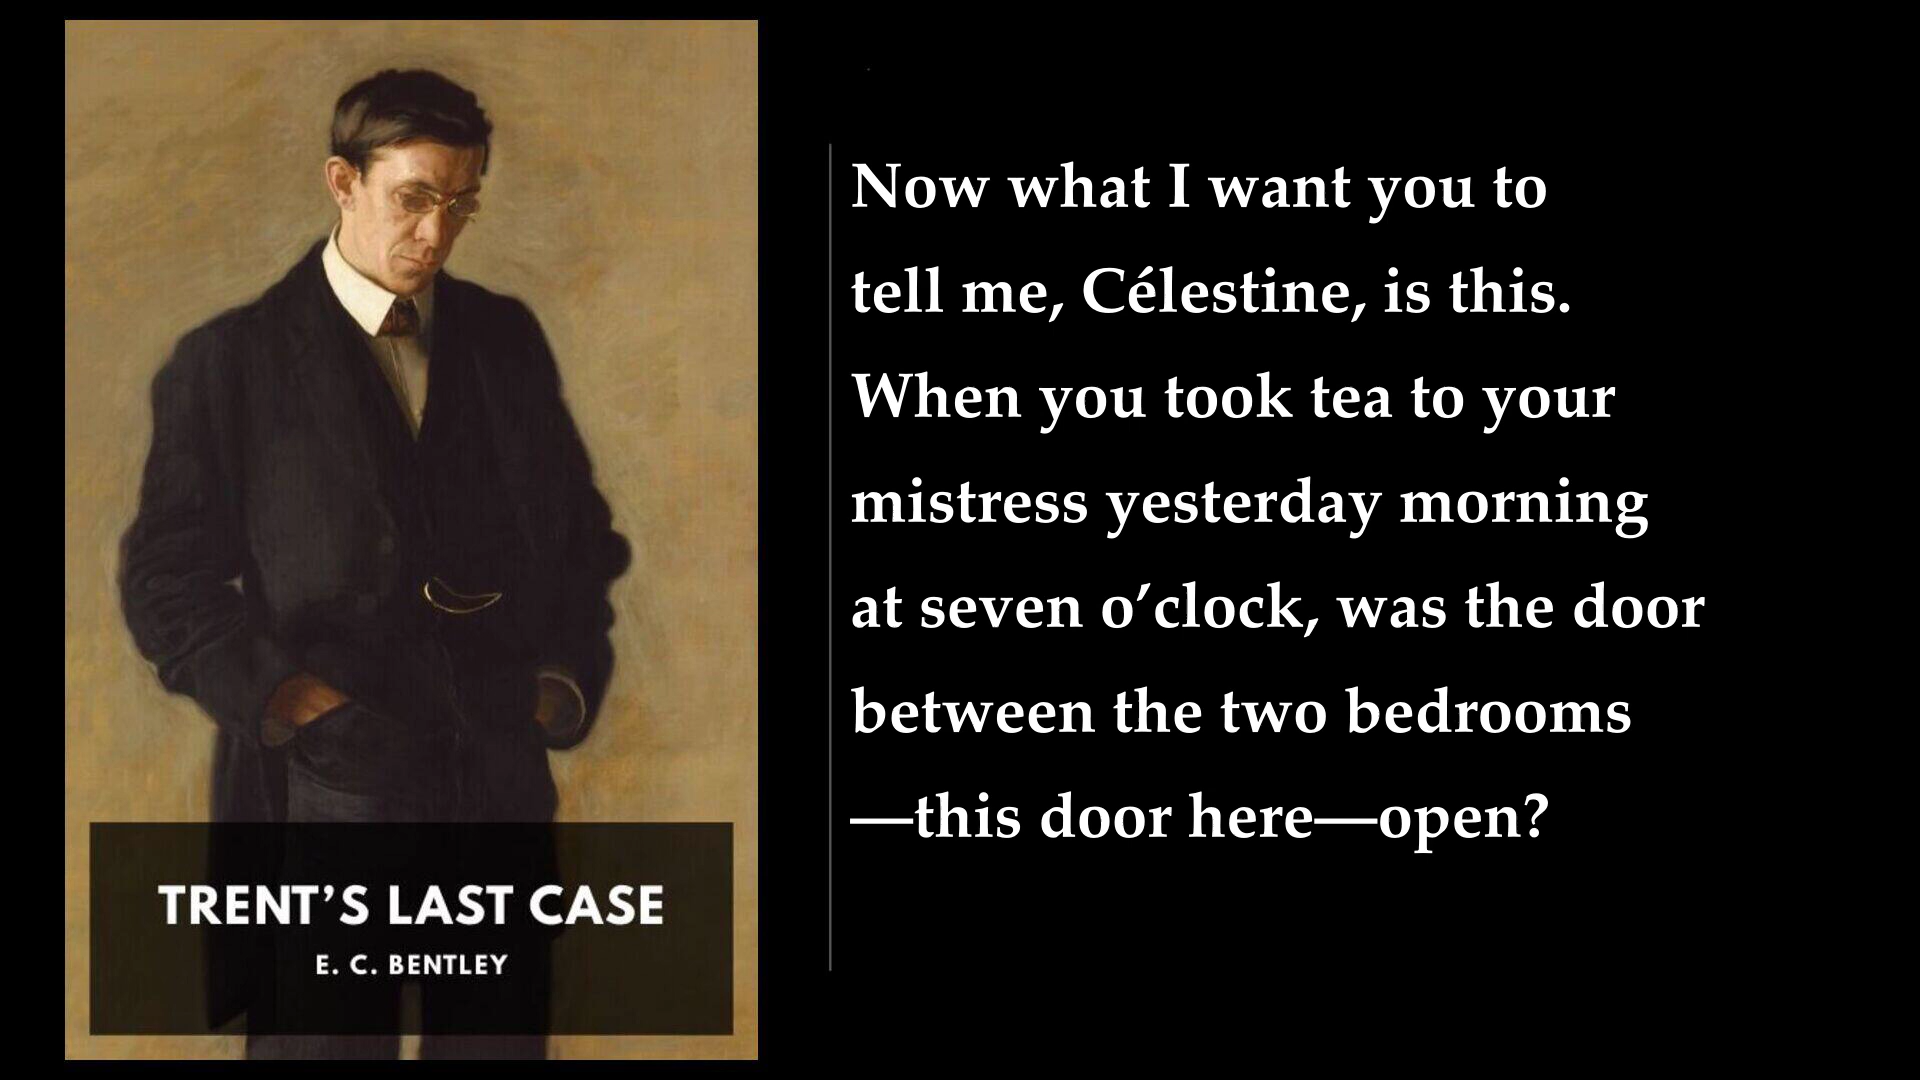 Now what I want you to
tell me, Célestine, is this.
When you took tea to your
mistress yesterday morning
at seven o’clock, was the door
between the two bedrooms
—this door here—open?
TRENT’S LAST CASE
E. C. BENTLEY